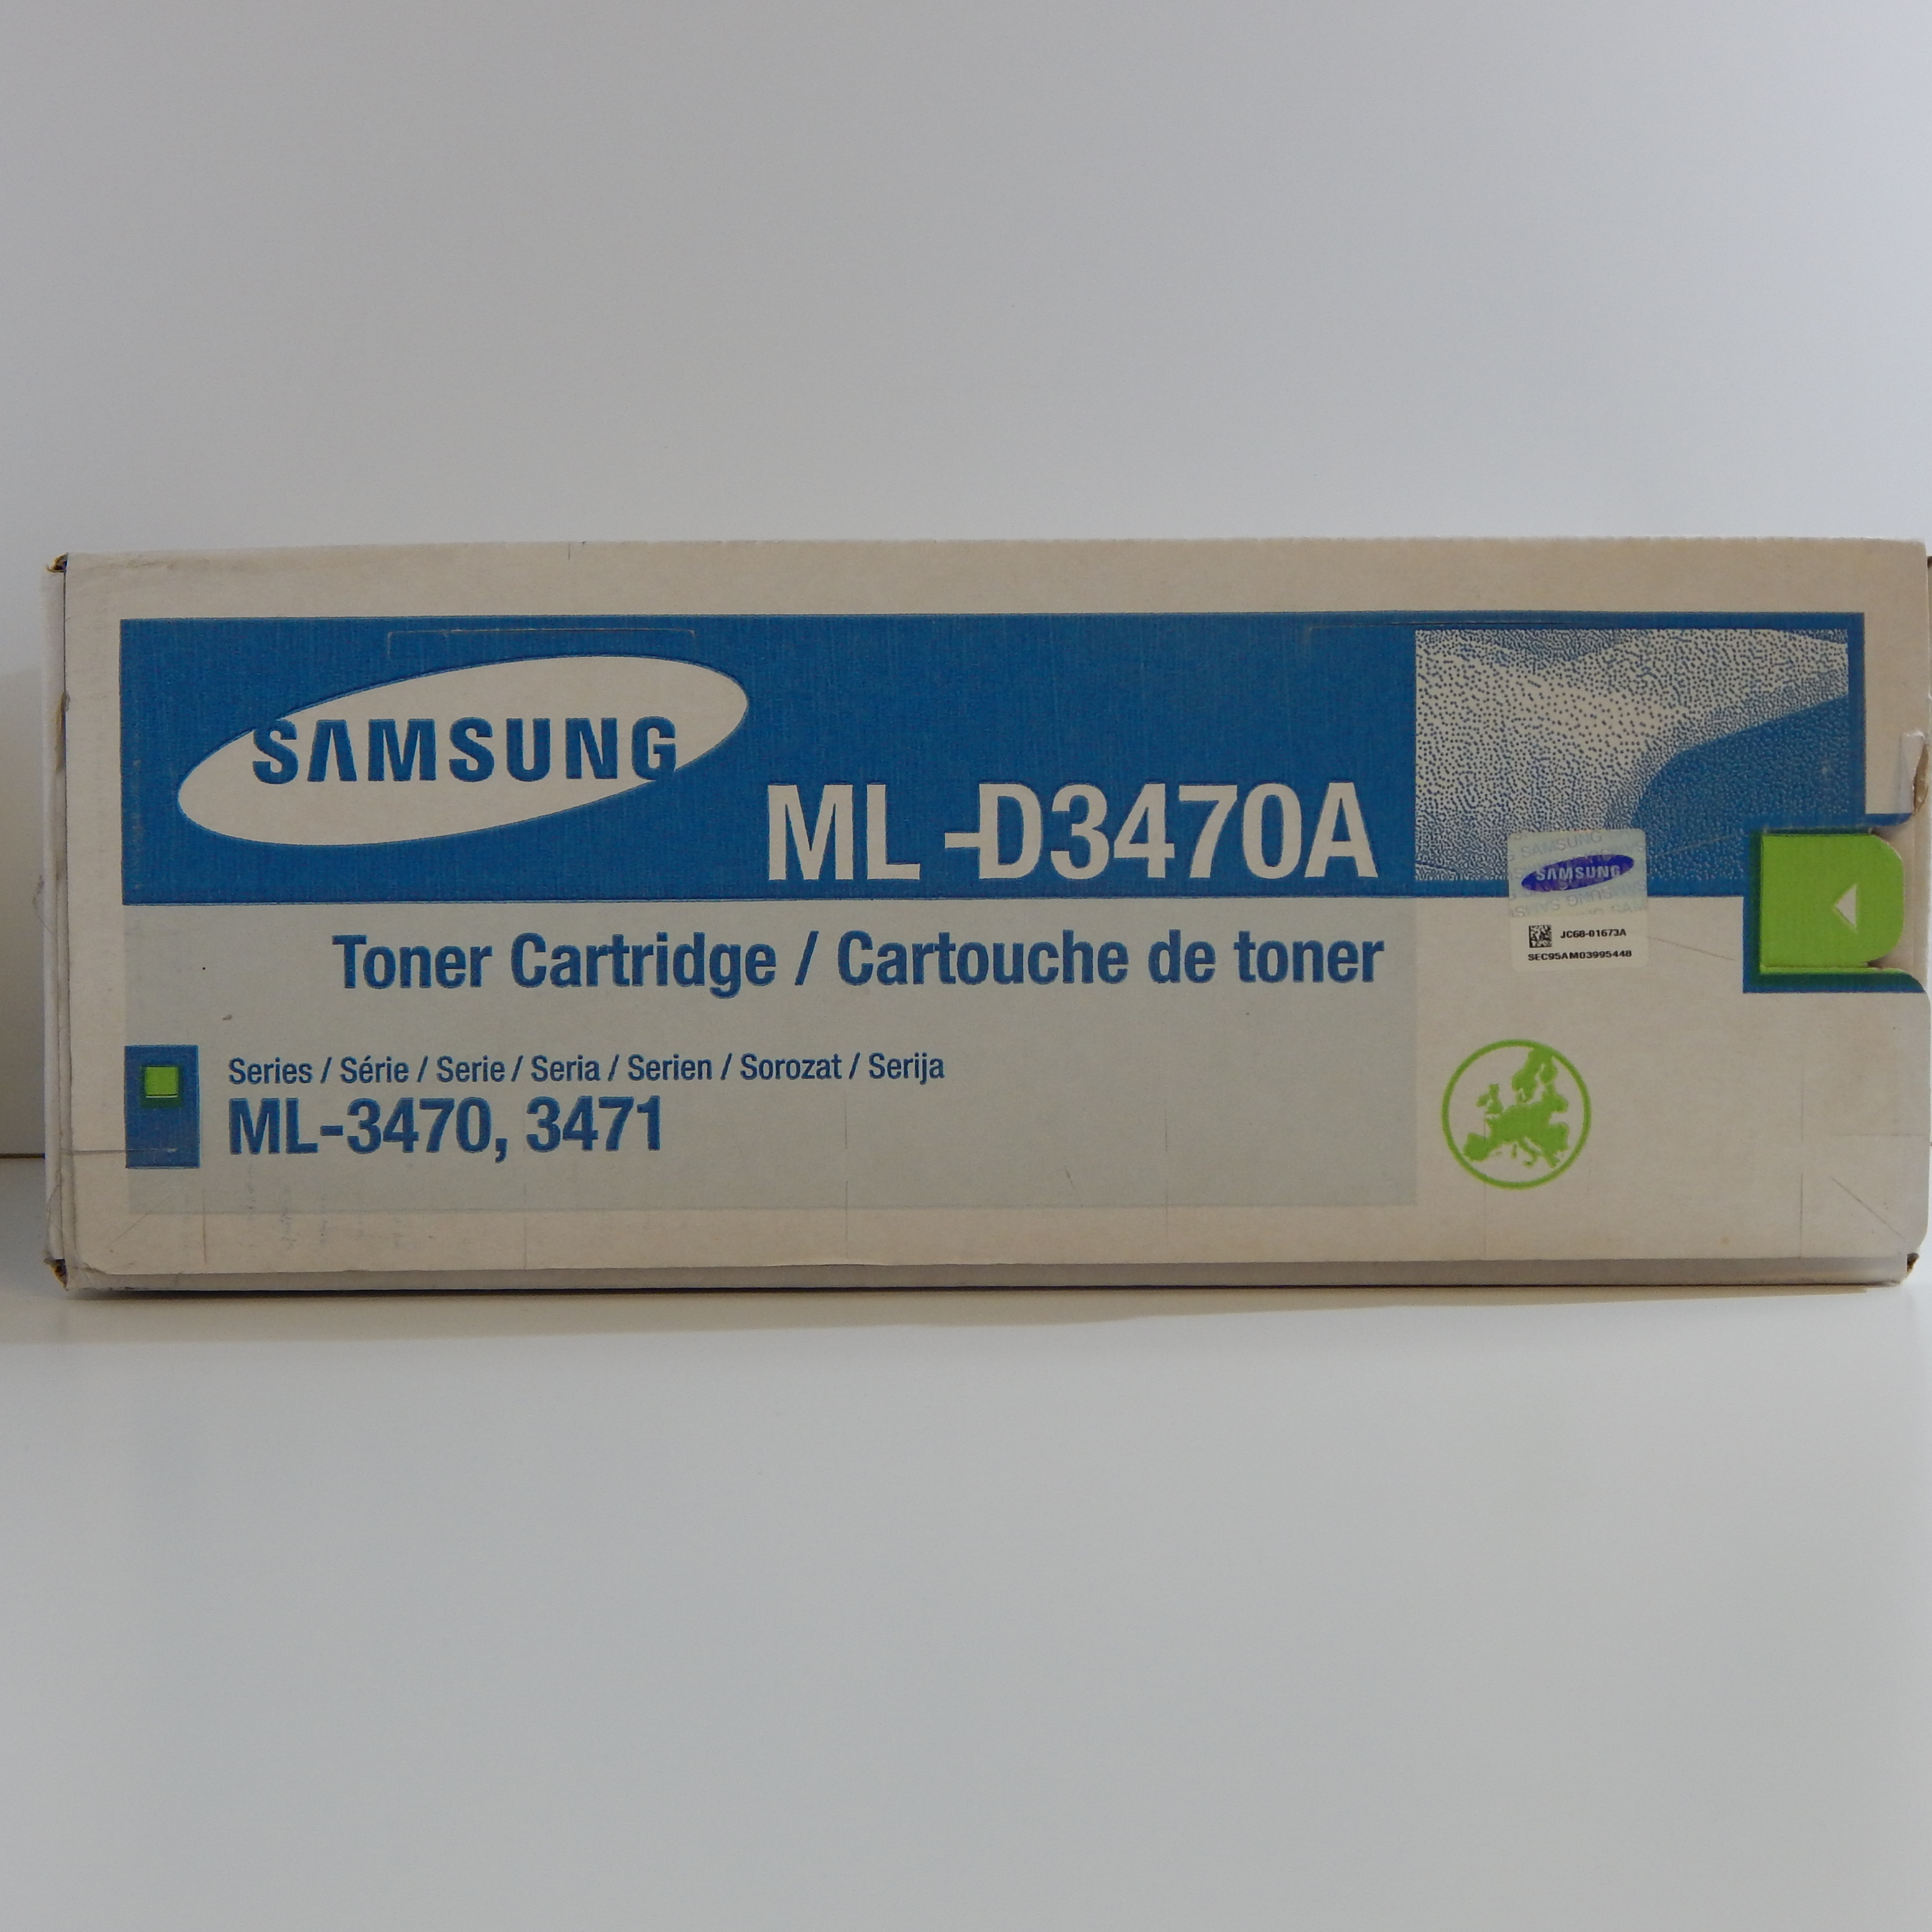 SAMSUNG
ML-D3470A
Toner Cartridge / Cartouche de toner
Series / Série / Serie / Seria / Serien / Sorozat / Serija
ML-3470, 3471
SAMSUNG
SAMSUNG
JC68-01673A
SEC95AM03995448